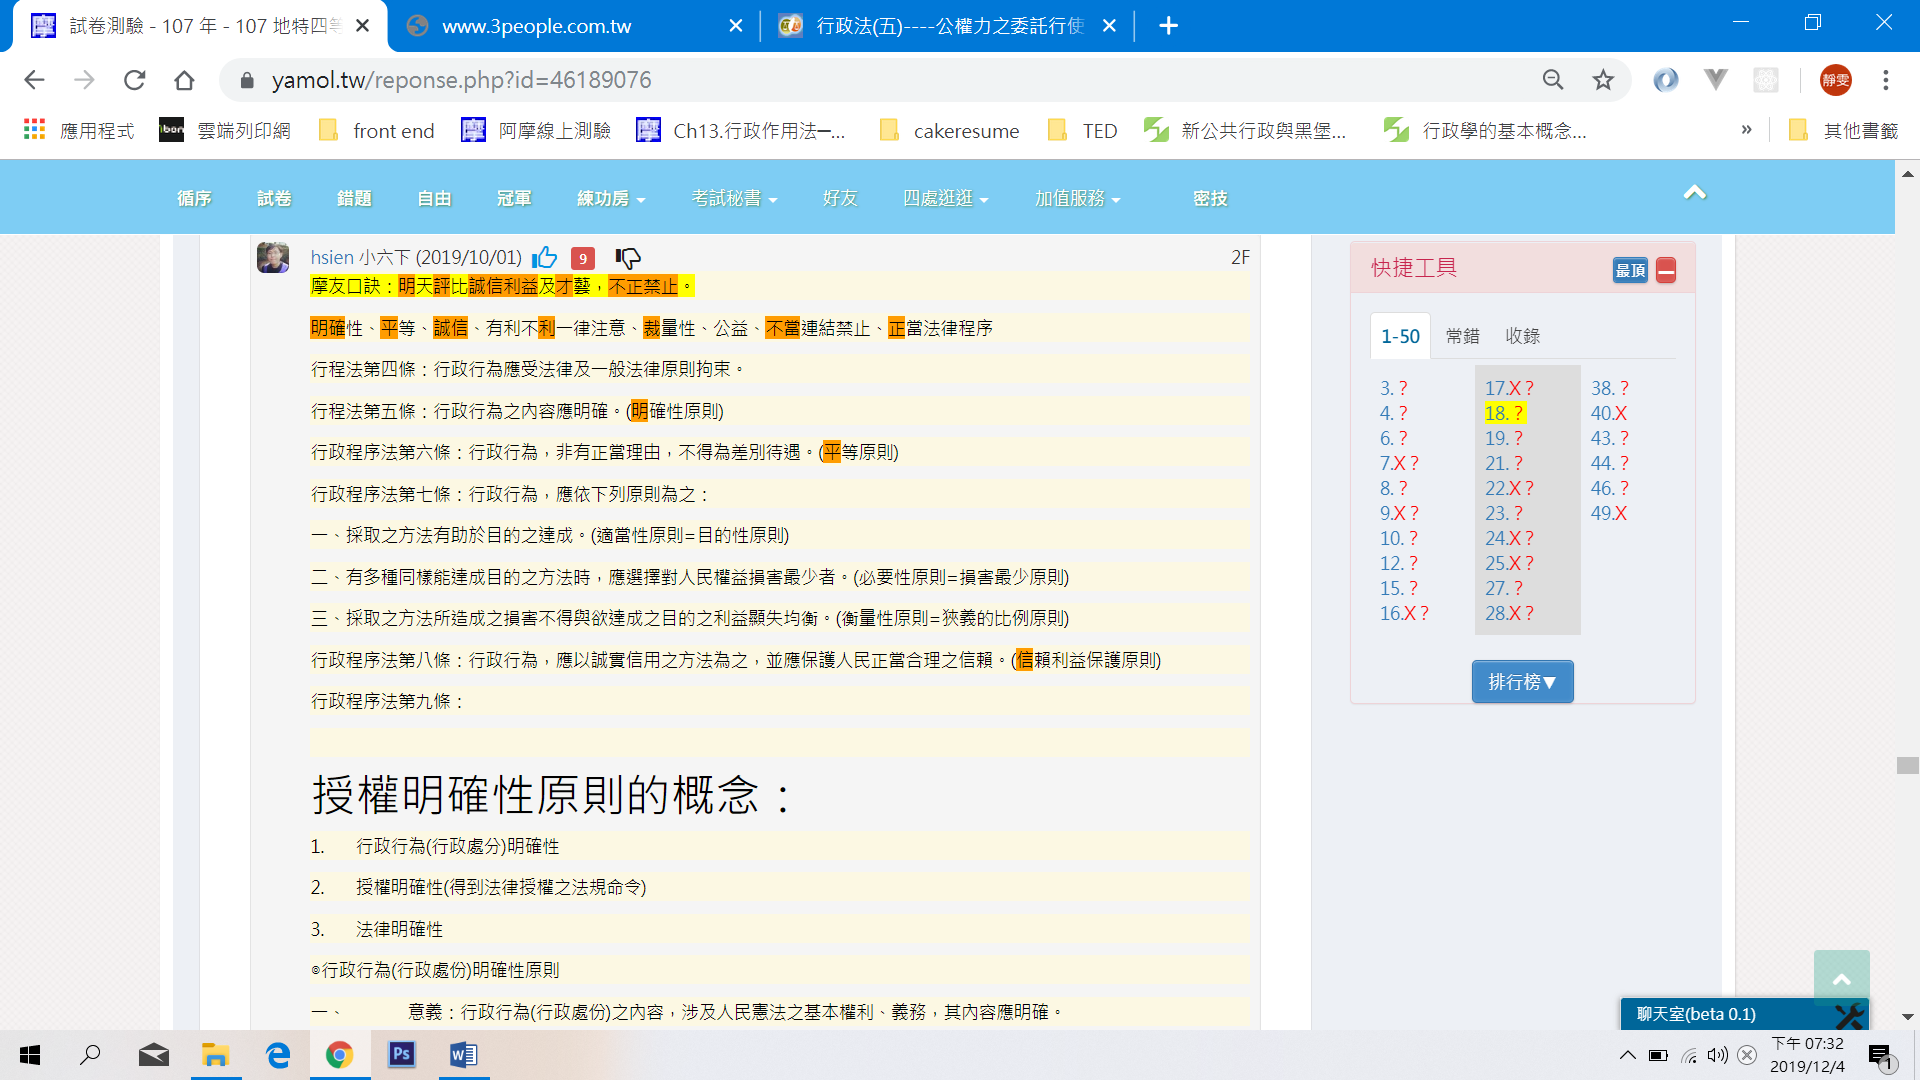 試卷測驗 - 107 年 - 107 地特四等
www.3people.com.tw
行政法(五)----公權力之委託行使
yamol.tw/reponse.php?id=46189076
靜雯
應用程式
ibon
雲端列印網
front end
阿摩線上測驗
Ch13.行政作用法─...
cakeresume
TED
新公共行政與黑堡...
行政學的基本概念...
»
其他書籤
循序
試卷
錯題
自由
冠軍
練功房
考試秘書
好友
四處逛逛
加值服務
密技
hsien 小六下 (2019/10/01)
9
2F
摩友口訣：明天評比誠信利益及才藝，不正禁止。
明確性、平等、誠信、有利不利一律注意、裁量性、公益、不當連結禁止、正當法律程序
行程法第四條：行政行為應受法律及一般法律原則拘束。
行程法第五條：行政行為之內容應明確。(明確性原則)
行政程序法第六條：行政行為，非有正當理由，不得為差別待遇。(平等原則)
行政程序法第七條：行政行為，應依下列原則為之：
一、採取之方法有助於目的之達成。(適當性原則=目的性原則)
二、有多種同樣能達成目的之方法時，應選擇對人民權益損害最少者。(必要性原則=損害最少原則)
三、採取之方法所造成之損害不得與欲達成之目的之利益顯失均衡。(衡量性原則=狹義的比例原則)
行政程序法第八條：行政行為，應以誠實信用之方法為之，並應保護人民正當合理之信賴。(信賴利益保護原則)
行政程序法第九條：
授權明確性原則的概念：
1. 行政行為(行政處分)明確性
2. 授權明確性(得到法律授權之法規命令)
3. 法律明確性
⊙行政行為(行政處份)明確性原則
一、 意義：行政行為(行政處份)之內容，涉及人民憲法之基本權利、義務，其內容應明確。
快捷工具
最頂
1-50
常錯
收錄
3. ?
4. ?
6. ?
7.X ?
8. ?
9.X ?
10. ?
12. ?
15. ?
16.X ?
17.X ?
18. ?
19. ?
21. ?
22.X ?
23. ?
24.X ?
25.X ?
27. ?
28.X ?
38. ?
40.X
43. ?
44. ?
46. ?
49.X
排行榜▼
聊天室(beta 0.1)
Ps
下午 07:32
2019/12/4
1